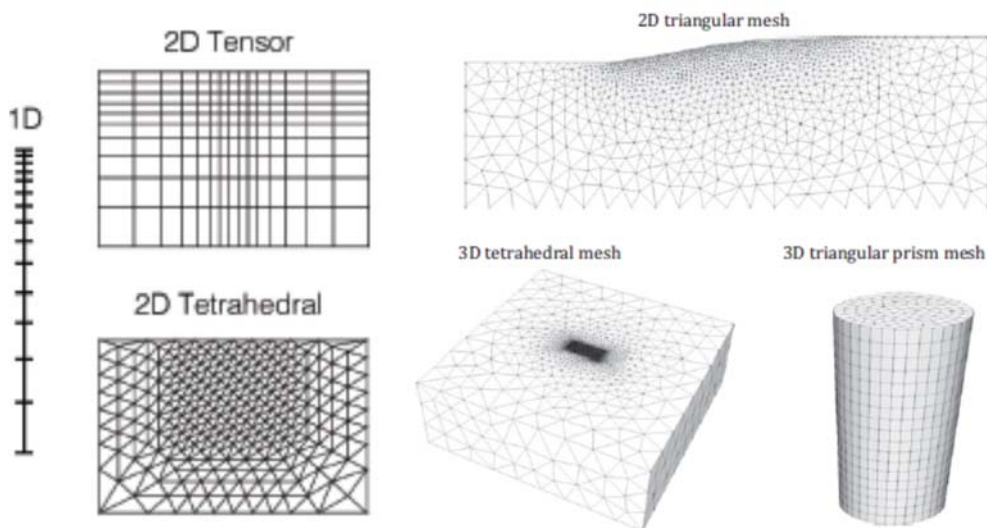 2D Tensor
1D
2D Tetrahedral
2D triangular mesh
3D tetrahedral mesh
3D triangular prism mesh